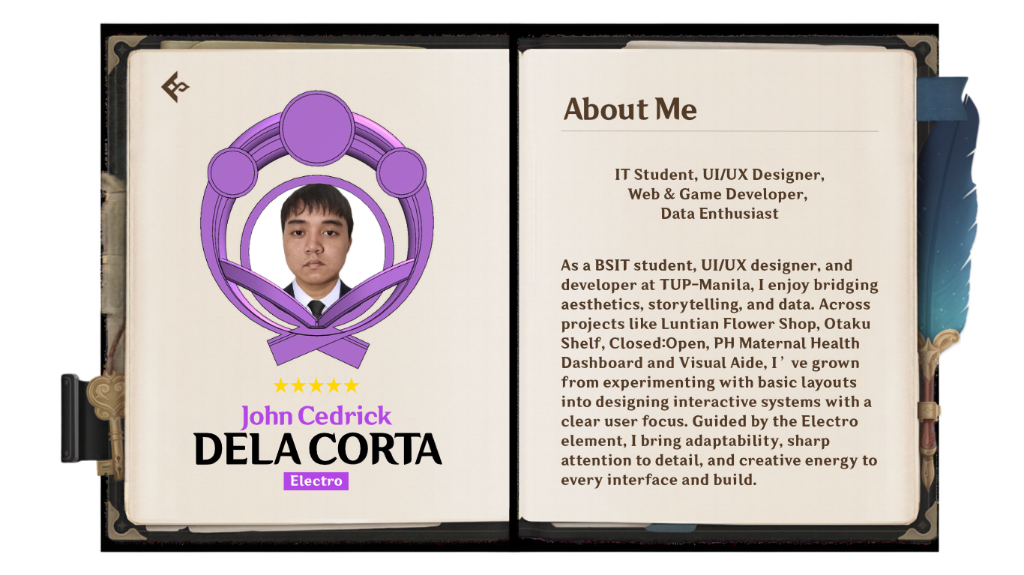 John Cedrick
DELA CORTA
Electro
About Me
IT Student, UI/UX Designer,
Web & Game Developer,
Data Enthusiast
As a BSIT student, UI/UX designer, and
developer at TUP-Manila, I enjoy bridging
aesthetics, storytelling, and data. Across
projects like Luntian Flower Shop, Otaku
Shelf, Closed:Open, PH Maternal Health
Dashboard and Visual Aide, I’ve grown
from experimenting with basic layouts
into designing interactive systems with a
clear user focus. Guided by the Electro
element, I bring adaptability, sharp
attention to detail, and creative energy to
every interface and build.